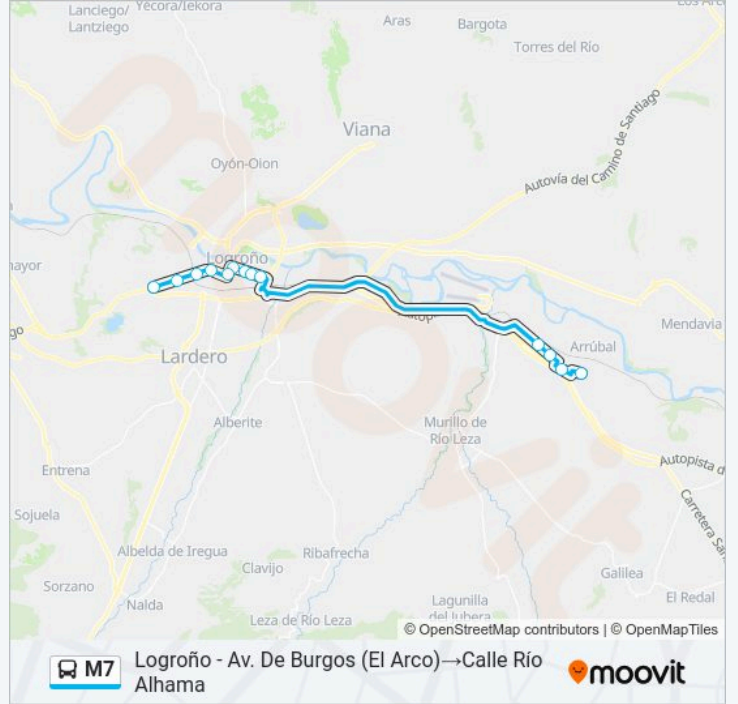 Lanciego/
Lantziego
Yécora/Iekora
Aras
Bargota
Torres del Río
Viana
Oyón-Oion
Autovía del Camino de Santiago
Logroño
Mendavia
Arrúbal
Lardero
Alberite
Murillo de
Río Leza
Entrena
Autopista d
Carretera San
Sojuela
Albelda de Iregua
Ribafrecha
Clavijo
Galilea
Sorzano
Nalda
Lagunilla
del Jubera
El Redal
Leza de Río Leza
© OpenStreetMap contributors | © OpenMapTiles
M7
Logroño - Av. De Burgos (El Arco)→Calle Río
Alhama
moovit